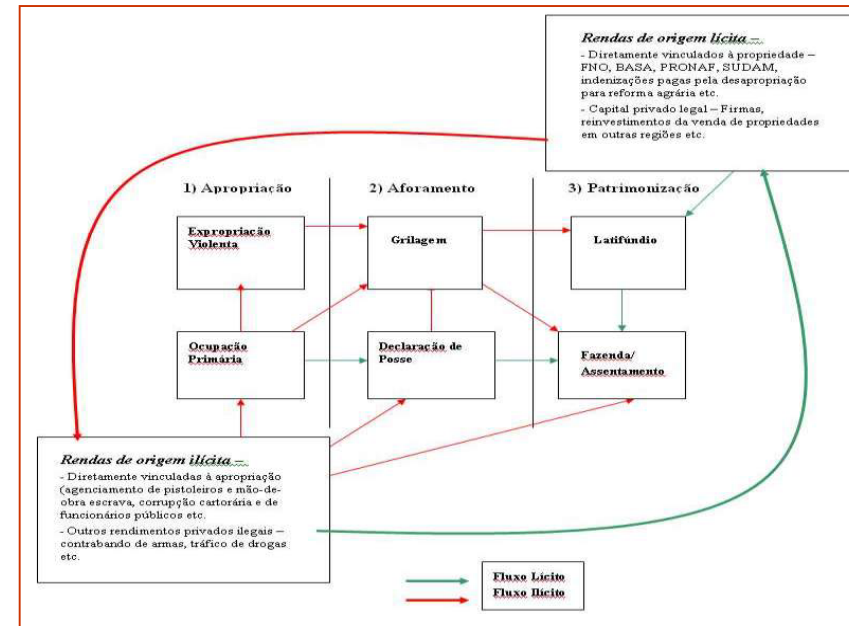 Rendas de origem lícita –
- Diretamente vinculados à propriedade –
FNO, BASA, PRONAF, SUDAM,
indenizações pagas pela desapropriação
para reforma agrária etc.
- Capital privado legal – Firmas,
reinvestimentos da venda de propriedades
em outras regiões etc.
1) Apropriação
2) Aforamento
3) Patrimonização
Expropriação
Violenta
Grilagem
Latifúndio
Ocupação
Primária
Declaração de
Posse
Fazenda/
Assentamento
Rendas de origem ilícita –
- Diretamente vinculadas à apropriação
(agenciamento de pistoleiros e mão-de-
obra escrava, corrupção cartorária e de
funcionários públicos etc.
- Outros rendimentos privados ilegais –
contrabando de armas, tráfico de drogas
etc.
Fluxo Lícito
Fluxo Ilícito